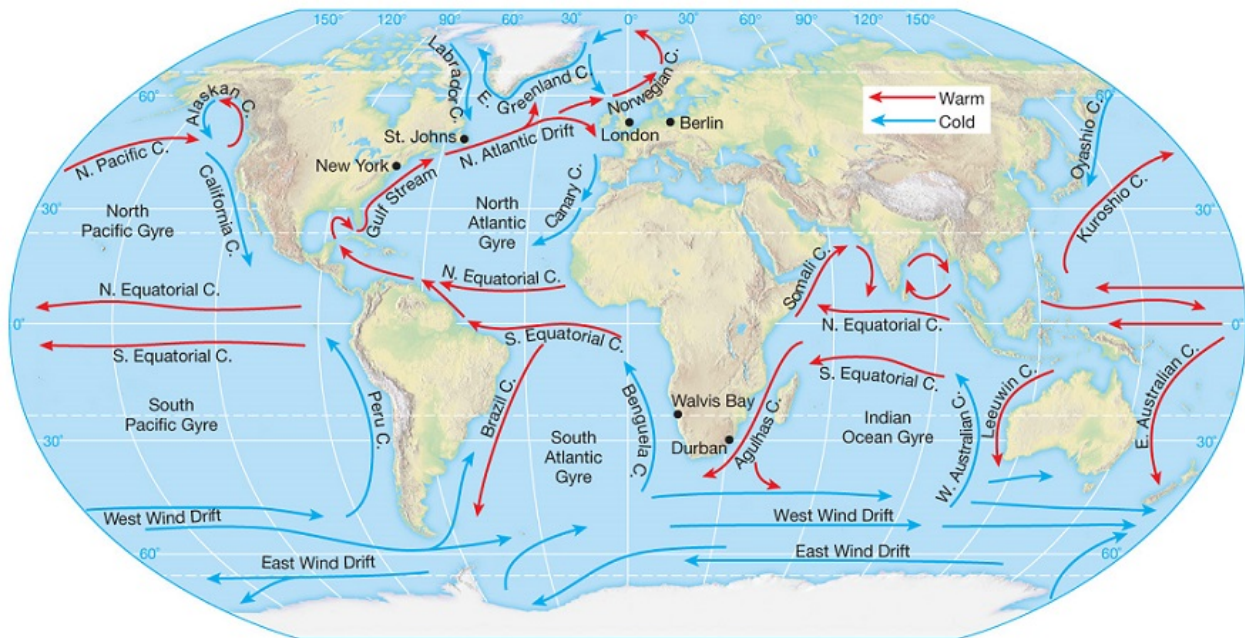 150°
120°
90°
60°
30°
0°
30°
60°
90°
120°
150°
Labrador C.
E. Greenland C.
Norwegian C.
60°
Alaskan C.
Warm
Cold
60°
St. Johns
London
Berlin
Oyashio C.
N. Pacific C.
New York
N. Atlantic Drift
California C.
Gulf Stream
Canary C.
Kuroshio C.
30°
North
Pacific Gyre
North
Atlantic
Gyre
30°
N. Equatorial C.
N. Equatorial C.
Somali C.
0°
S. Equatorial C.
N. Equatorial C.
0°
S. Equatorial C.
S. Equatorial C.
South
Pacific Gyre
Peru C.
Brazil C.
Benguela C.
Walvis Bay
Durban
Agulhas C.
Indian
Ocean Gyre
W. Australian C.
Leeuwin C.
E. Australian C.
30°
South
Atlantic
Gyre
30°
West Wind Drift
West Wind Drift
60°
East Wind Drift
East Wind Drift
60°